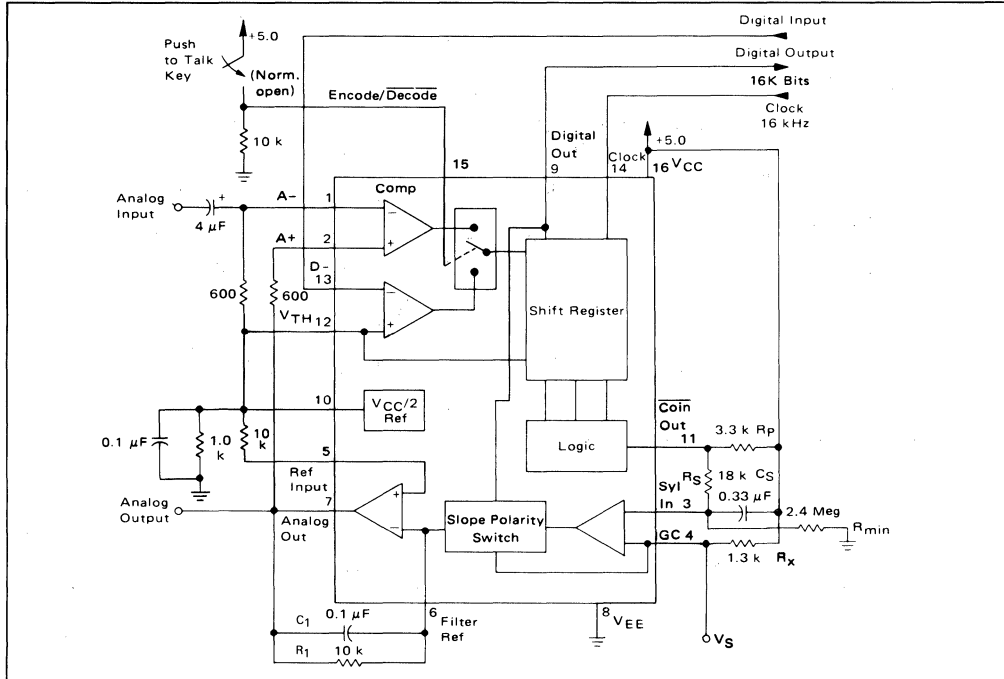 Digital Input
+5.0
Push
to Talk
Key
(Norm.
open)
Digital Output
16K Bits
Encode/Decode
Clock
16 kHz
10 k
Digital
Out
9
+5.0
Clock
14
15
16 VCC
Analog
Input
+
4 µF
A-
1
Comp
−
A+
2
+
D-
13
−
600
600
VTH 12
+
Shift Register
10
VCC/2
Ref
Coin
Out
11
3.3 k RP
0.1 µF
1.0
k
10
k
5
Ref
Input
Logic
RS
18 k
CS
0.33 µF
Syl
In 3
2.4 Meg
Rmin
Analog
Output
7
Analog
Out
+
−
Slope Polarity
Switch
GC 4
1.3 k
Rx
C1
0.1 µF
6
Filter
Ref
R1
10k
8
VEE
VS